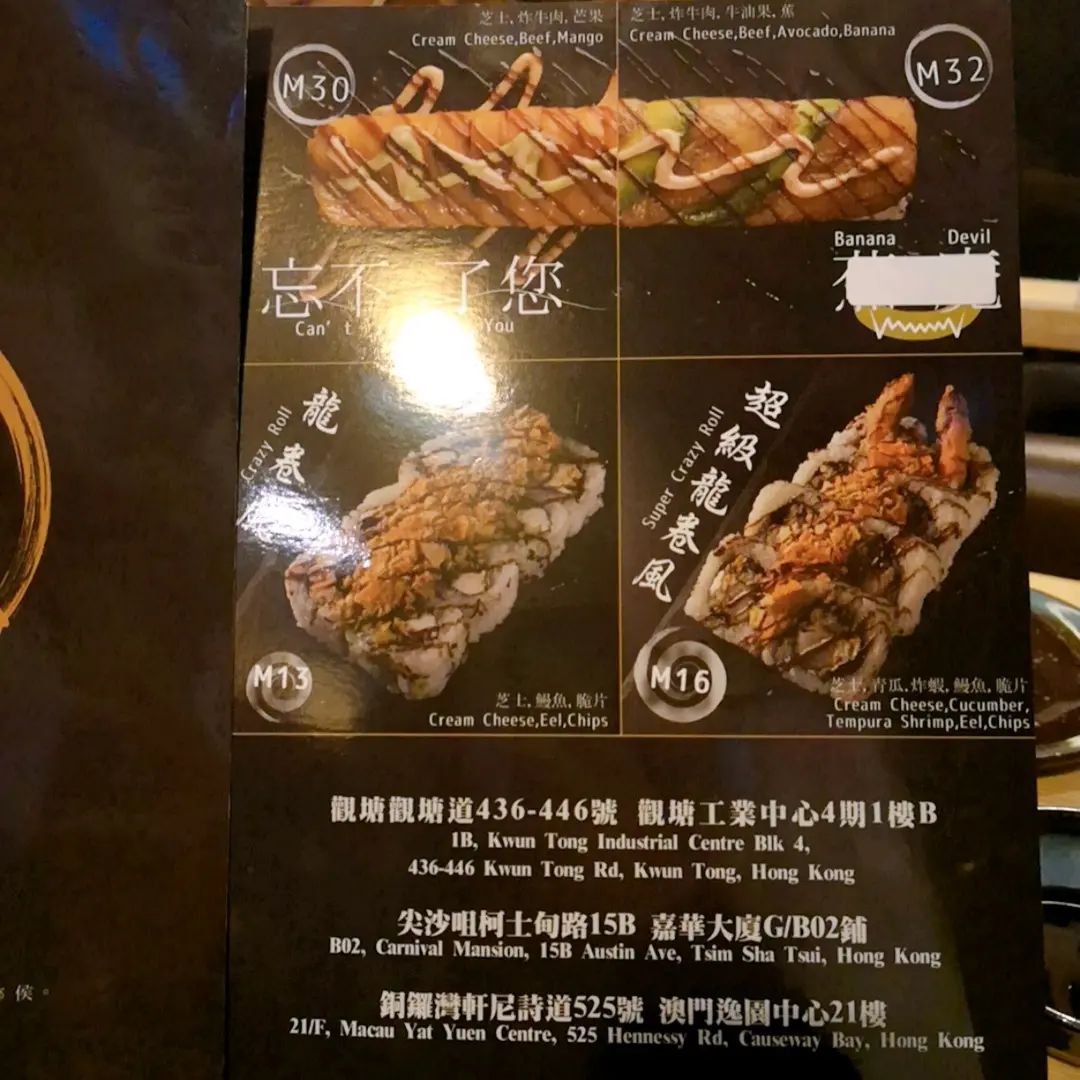 芝士,炸牛肉,芒果
Cream Cheese,Beef,Mango
M30
忘不了您
Can't
You
芝士,炸牛肉,牛油果,蕉
Cream Cheese,Beef,Avocado,Banana
M32
Banana Devil
龍卷
Crazy Roll
M13
芝士,鰻魚,脆片
Cream Cheese,Eel,Chips
超級龍卷風
Super Crazy Roll
M16
芝士,青瓜,炸蝦,鰻魚,脆片
Cream Cheese,Cucumber,
Tempura Shrimp,Eel,Chips
觀塘觀塘道436-446號 觀塘工業中心4期1樓B
1B, Kwun Tong Industrial Centre Blk 4,
436-446 Kwun Tong Rd, Kwun Tong, Hong Kong
尖沙咀柯士甸路15B 嘉華大廈G/B02鋪
B02, Carnival Mansion, 15B Austin Ave, Tsim Sha Tsui, Hong Kong
銅鑼灣軒尼詩道525號 澳門逸園中心21樓
21/F, Macau Yat Yuen Centre, 525 Hennessy Rd, Causeway Bay, Hong Kong
侯。